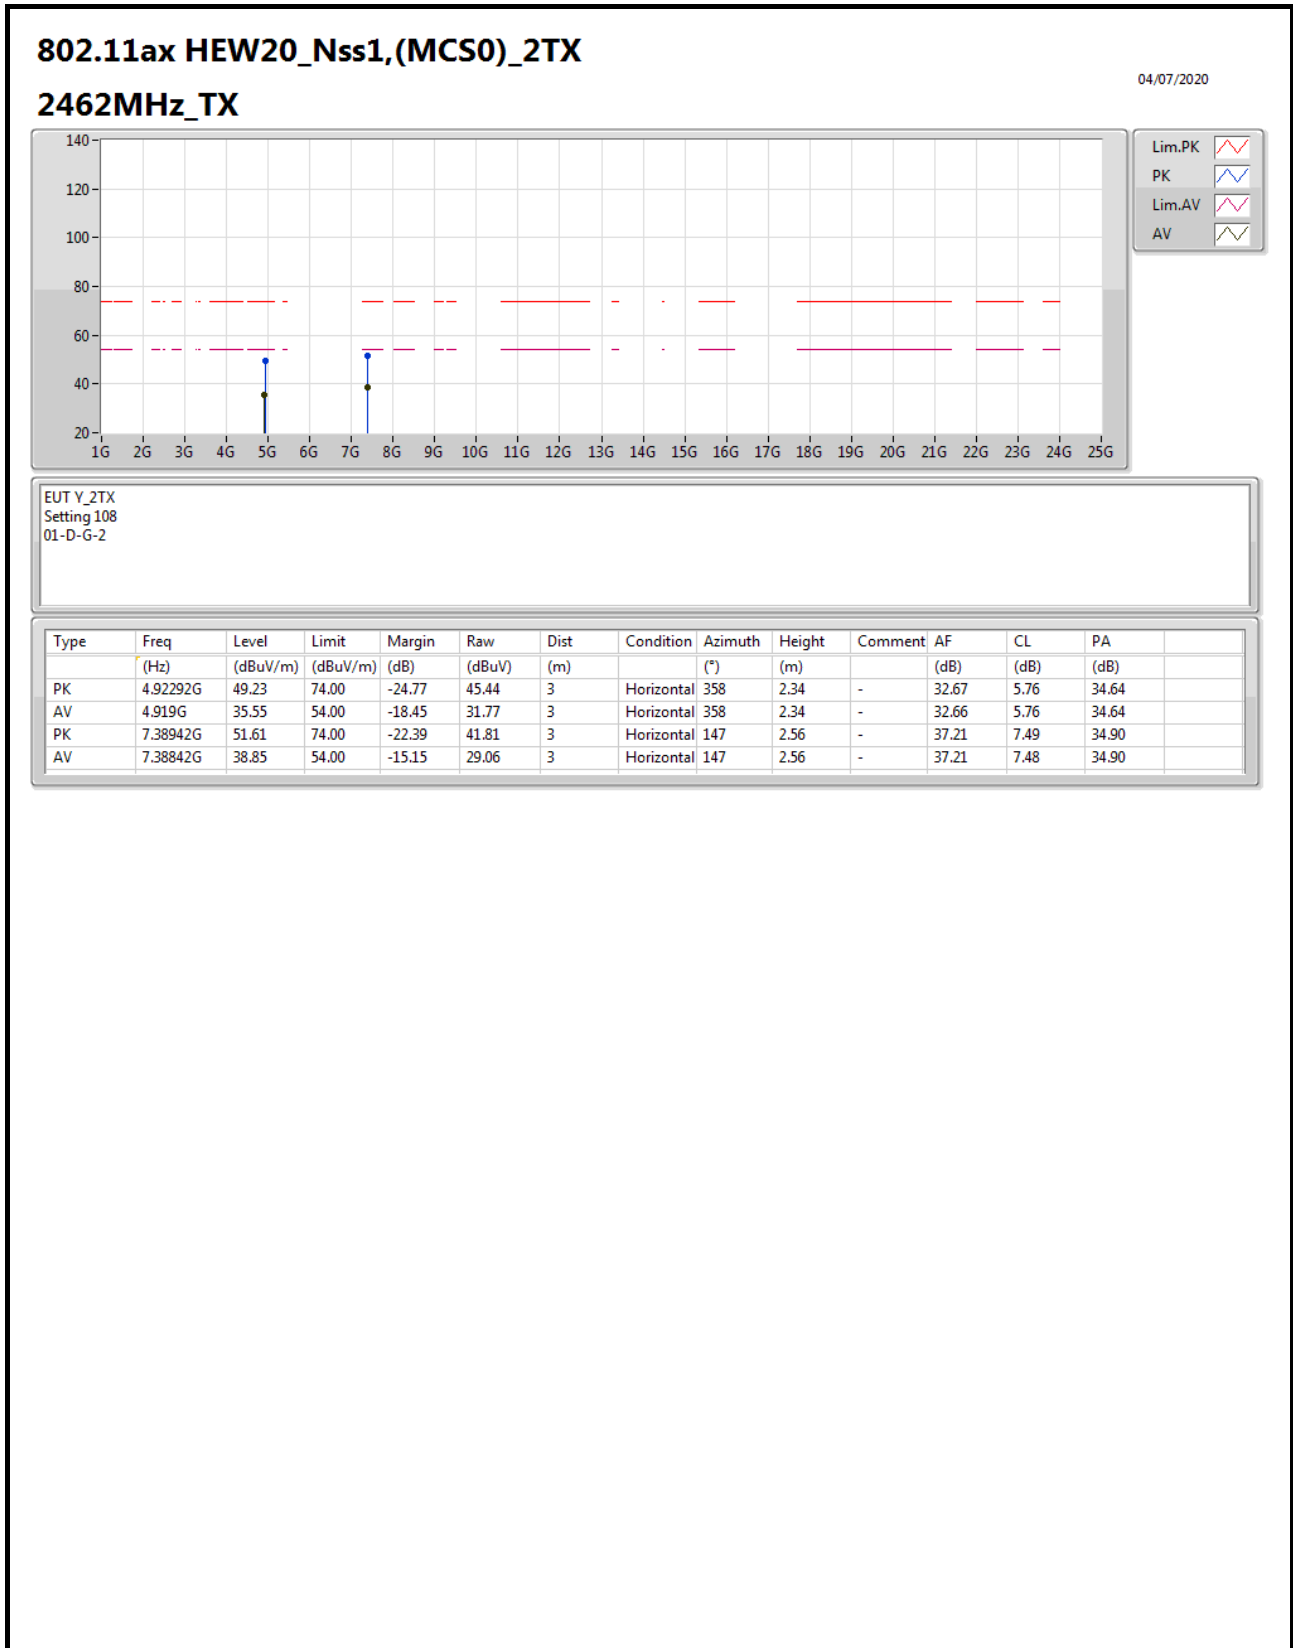 802.11ax HEW20_Nss1,(MCS0)_2TX
04/07/2020
2462MHz_TX
140
120
100
80
60
40
20
1G 2G 3G 4G 5G 6G 7G 8G 9G 10G 11G 12G 13G 14G 15G 16G 17G 18G 19G 20G 21G 22G 23G 24G 25G
Lim.PK
PK
Lim.AV
AV
EUT Y_2TX
Setting 108
01-D-G-2
Type Freq Level Limit Margin Raw Dist Condition Azimuth Height Comment AF CL PA
(Hz) (dBuV/m) (dBuV/m) (dB) (dBuV) (m) (°) (m) (dB) (dB) (dB)
PK 4.92292G 49.23 74.00 -24.77 45.44 3 Horizontal 358 2.34 - 32.67 5.76 34.64
AV 4.919G 35.55 54.00 -18.45 31.77 3 Horizontal 358 2.34 - 32.66 5.76 34.64
PK 7.38942G 51.61 74.00 -22.39 41.81 3 Horizontal 147 2.56 - 37.21 7.49 34.90
AV 7.38842G 38.85 54.00 -15.15 29.06 3 Horizontal 147 2.56 - 37.21 7.48 34.90